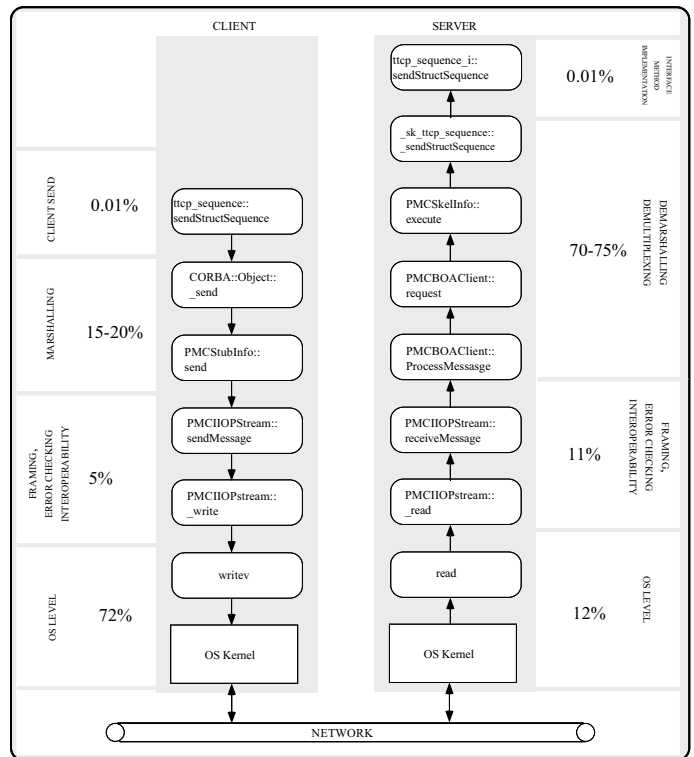 CLIENT
SERVER
CLIENT SEND
0.01%
MARSHALLING
15-20%
FRAMING,
ERROR CHECKING
INTEROPERABILITY
5%
OS LEVEL
72%
ttcp_sequence::
sendStructSequence
CORBA::Object::
_send
PMCStubInfo::
send
PMCIIOPStream::
sendMessage
PMCIIOPstream::
_write
writev
OS Kernel
ttcp_sequence_i::
sendStructSequence
_sk_ttcp_sequence::
_sendStructSequence
PMCSkelInfo::
execute
PMCBOAClient::
request
PMCBOAClient::
ProcessMessasge
PMCIIOPStream::
receiveMessage
PMCIIOPstream::
_read
read
OS Kernel
0.01%
INTERFACE
METHOD
IMPLEMENTATION
70-75%
DEMARSHALLING
DEMULTIPLEXING
11%
FRAMING,
ERROR CHECKING
INTEROPERABILITY
12%
OS LEVEL
NETWORK